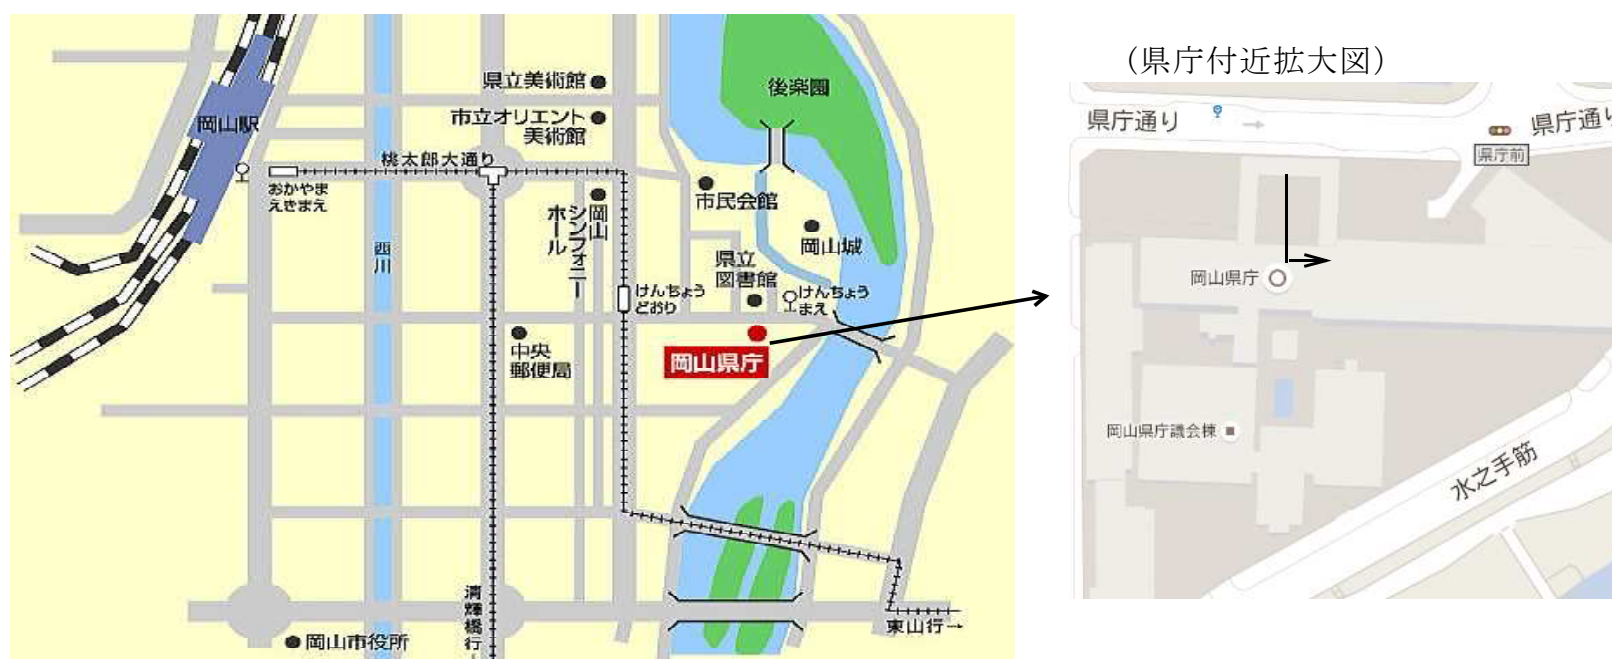 （県庁付近拡大図）
県立美術館
後楽園
市立オリエント
美術館
岡山駅
桃太郎大通り
おかやま
えきまえ
市民会館
岡山
シンフォニー
ホール
岡山城
西川
県立
図書館
けんちょう
どおり
けんちょう
まえ
中央
郵便局
岡山県庁
清輝橋行→
東山行→
岡山市役所
県庁通り
県庁通り
県庁前
岡山県庁
岡山県庁議会棟
水之手筋